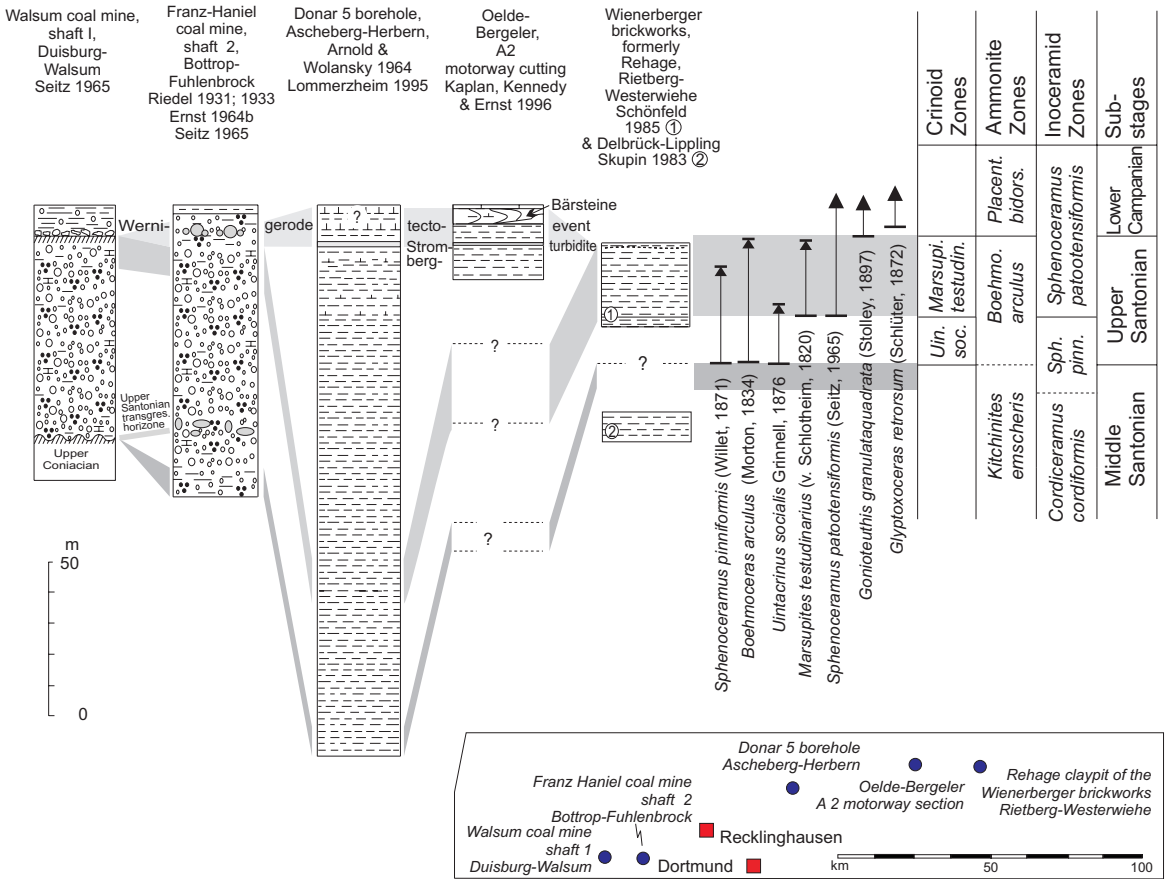 Walsum coal mine,
shaft I,
Duisburg-
Walsum
Seitz 1965
Franz-Haniel
coal mine,
shaft 2,
Bottrop-
Fuhlenbrock
Riedel 1931; 1933
Ernst 1964b
Seitz 1965
Donar 5 borehole,
Ascheberg-Herbern,
Arnold &
Wolansky 1964
Lommerzheim 1995
Oelde-
Bergeler,
A2
motorway cutting
Kaplan, Kennedy
& Ernst 1996
Wienerberger
brickworks,
formerly
Rehage,
Rietberg-
Westerwiehe
Schönfeld
1985 ①
& Delbrück-Lippling
Skupin 1983 ②
Crinoid
Zones
Ammonite
Zones
Inoceramid
Zones
Sub-
stages
Werni-
gerode
?
tecto-
Strom-
berg-
Bärsteine
event
turbidite
①
?
?
?
?
②
Upper
Santonian
transgres.
horizone
Upper
Coniacian
m
50
0
Sphenoceramus pinniformis (Willet, 1871)
Boehmoceras arculus (Morton, 1834)
Uintacrinus socialis Grinnell, 1876
Marsupites testudinarius (v. Schlotheim, 1820)
Sphenoceramus patootensiformis (Seitz, 1965)
Gonioteuthis granulataquadrata (Stolley, 1897)
Glyptoxoceras retrorsum (Schlüter, 1872)
Marsupi.
testudin.
Uin.
soc.
Placent.
bidors.
Boehmo.
arculus
Kitchinites
emscheris
Sphenoceramus
patootensiformis
Sph.
pinn.
Cordiceramus
cordiformis
Lower
Campanian
Upper
Santonian
Middle
Santonian
Donar 5 borehole
Ascheberg-Herbern
Oelde-Bergeler
A 2 motorway section
Rehage claypit of the
Wienerberger brickworks
Rietberg-Westerwiehe
Franz Haniel coal mine
shaft 2
Bottrop-Fuhlenbrock
Walsum coal mine
shaft 1
Duisburg-Walsum
Recklinghausen
Dortmund
km
50
100